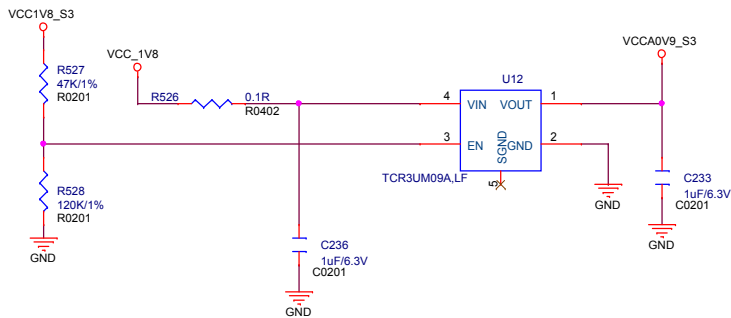 VCC1V8_S3
VCC_1V8
VCCA0V9_S3
R527
47K/1%
R0201
R526
0.1R
R0402
U12
4
VIN
VOUT
1
3
EN
SGND
GND
2
5
TCR3UM09A,LF
R528
120K/1%
R0201
GND
C236
1uF/6.3V
C0201
GND
GND
C233
1uF/6.3V
C0201
GND